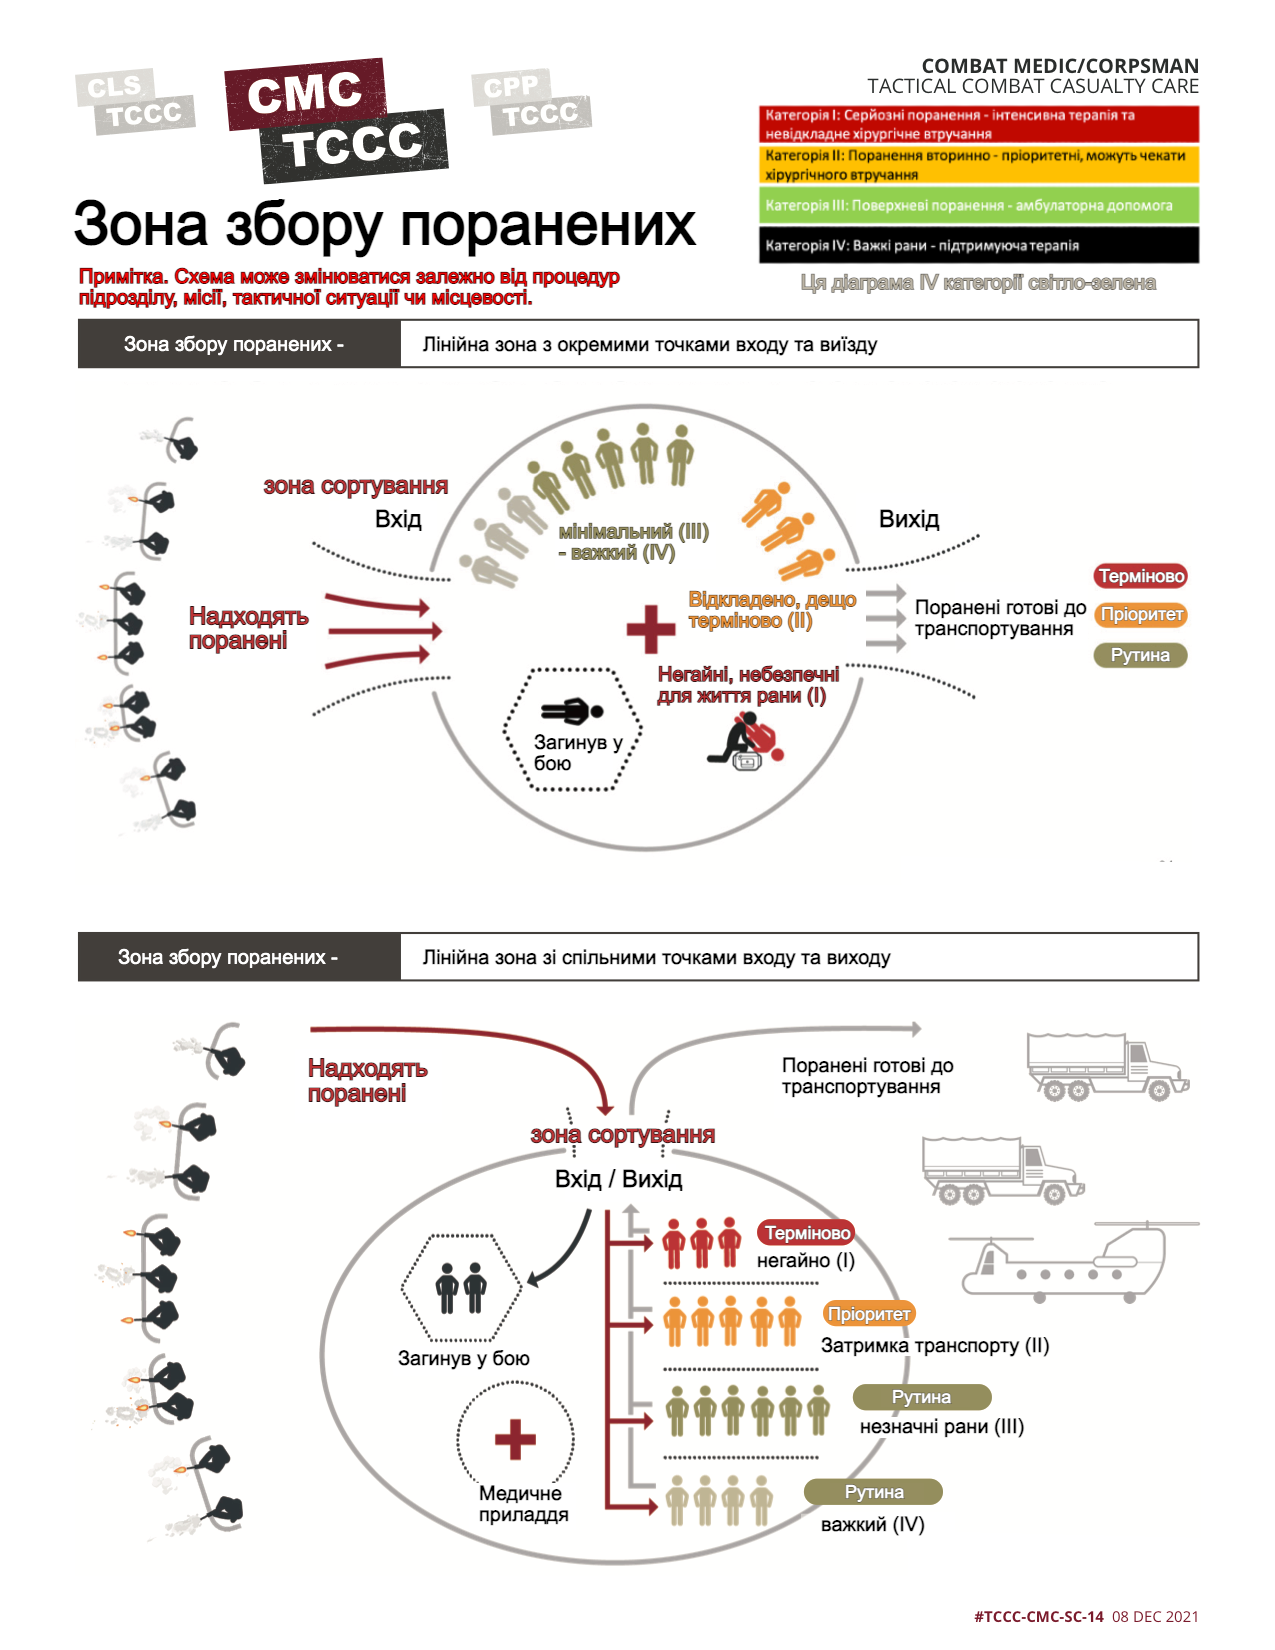 CLS
TCCC
CMC
TCCC
CPP
TCCC
COMBAT MEDIC/CORPSMAN
TACTICAL COMBAT CASUALTY CARE
Категорія I: Серйозні поранення - інтенсивна терапія та
невідкладне хірургічне втручання
Категорія II: Поранення вторинно - пріоритетні, можуть чекати
хірургічного втручання
Категорія III: Поверхневі поранення - амбулаторна допомога
Категорія IV: Важкі рани - підтримуюча терапія
Ця діаграма IV категорії світло-зелена
Зона збору поранених
Примітка. Схема може змінюватися залежно від процедур
підрозділу, місії, тактичної ситуації чи місцевості.
Зона збору поранених -
Лінійна зона з окремими точками входу та виїзду
зона сортування
Вхід
Надходять
поранені
мінімальний (III)
- важкий (IV)
Відкладено, дещо
терміново (II)
Негайні, небезпечні
для життя рани (I)
Загинув у
бою
Вихід
Поранені готові до
транспортування
Терміново
Пріоритет
Рутина
Зона збору поранених -
Лінійна зона зі спільними точками входу та виходу
Надходять
поранені
Поранені готові до
транспортування
зона сортування
Вхід / Вихід
Терміново
негайно (I)
Пріоритет
Затримка транспорту (II)
Загинув у бою
Рутина
незначні рани (III)
Медичне
приладдя
Рутина
важкий (IV)
#TCCC-CMC-SC-14 08 DEC 2021